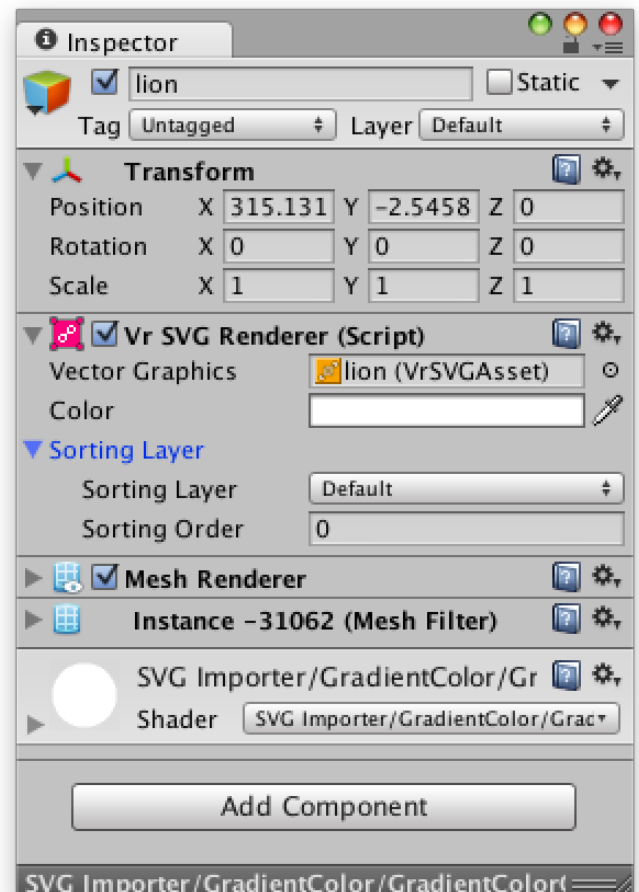 Inspector
lion Static
Tag Untagged Layer Default
Transform
Position X 315.131 Y -2.5458 Z 0
Rotation X 0 Y 0 Z 0
Scale X 1 Y 1 Z 1
Vr SVG Renderer (Script)
Vector Graphics lion (VrSVGAsset)
Color
Sorting Layer
Sorting Layer Default
Sorting Order 0
Mesh Renderer
Instance -31062 (Mesh Filter)
SVG Importer/GradientColor/Gr
Shader SVG Importer/GradientColor/Grad
Add Component
SVG Importer/GradientColor/GradientColor(